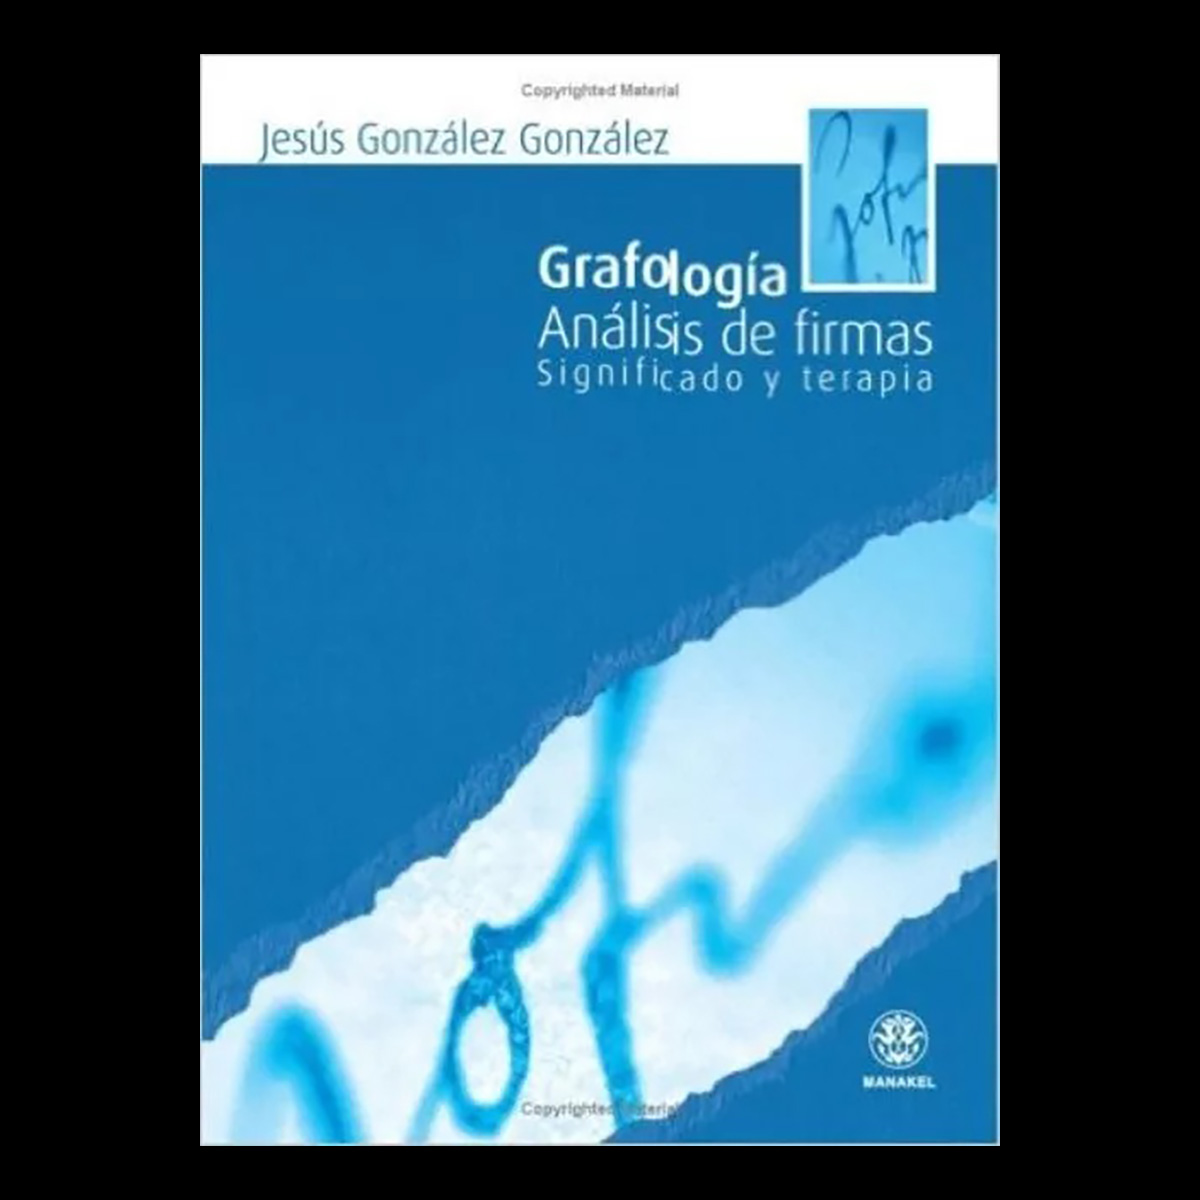 Copyrighted Material
Jesús González González
Grafología
Análisis de firmas
significado y terapia
MANAKEL
Copyrighted Material